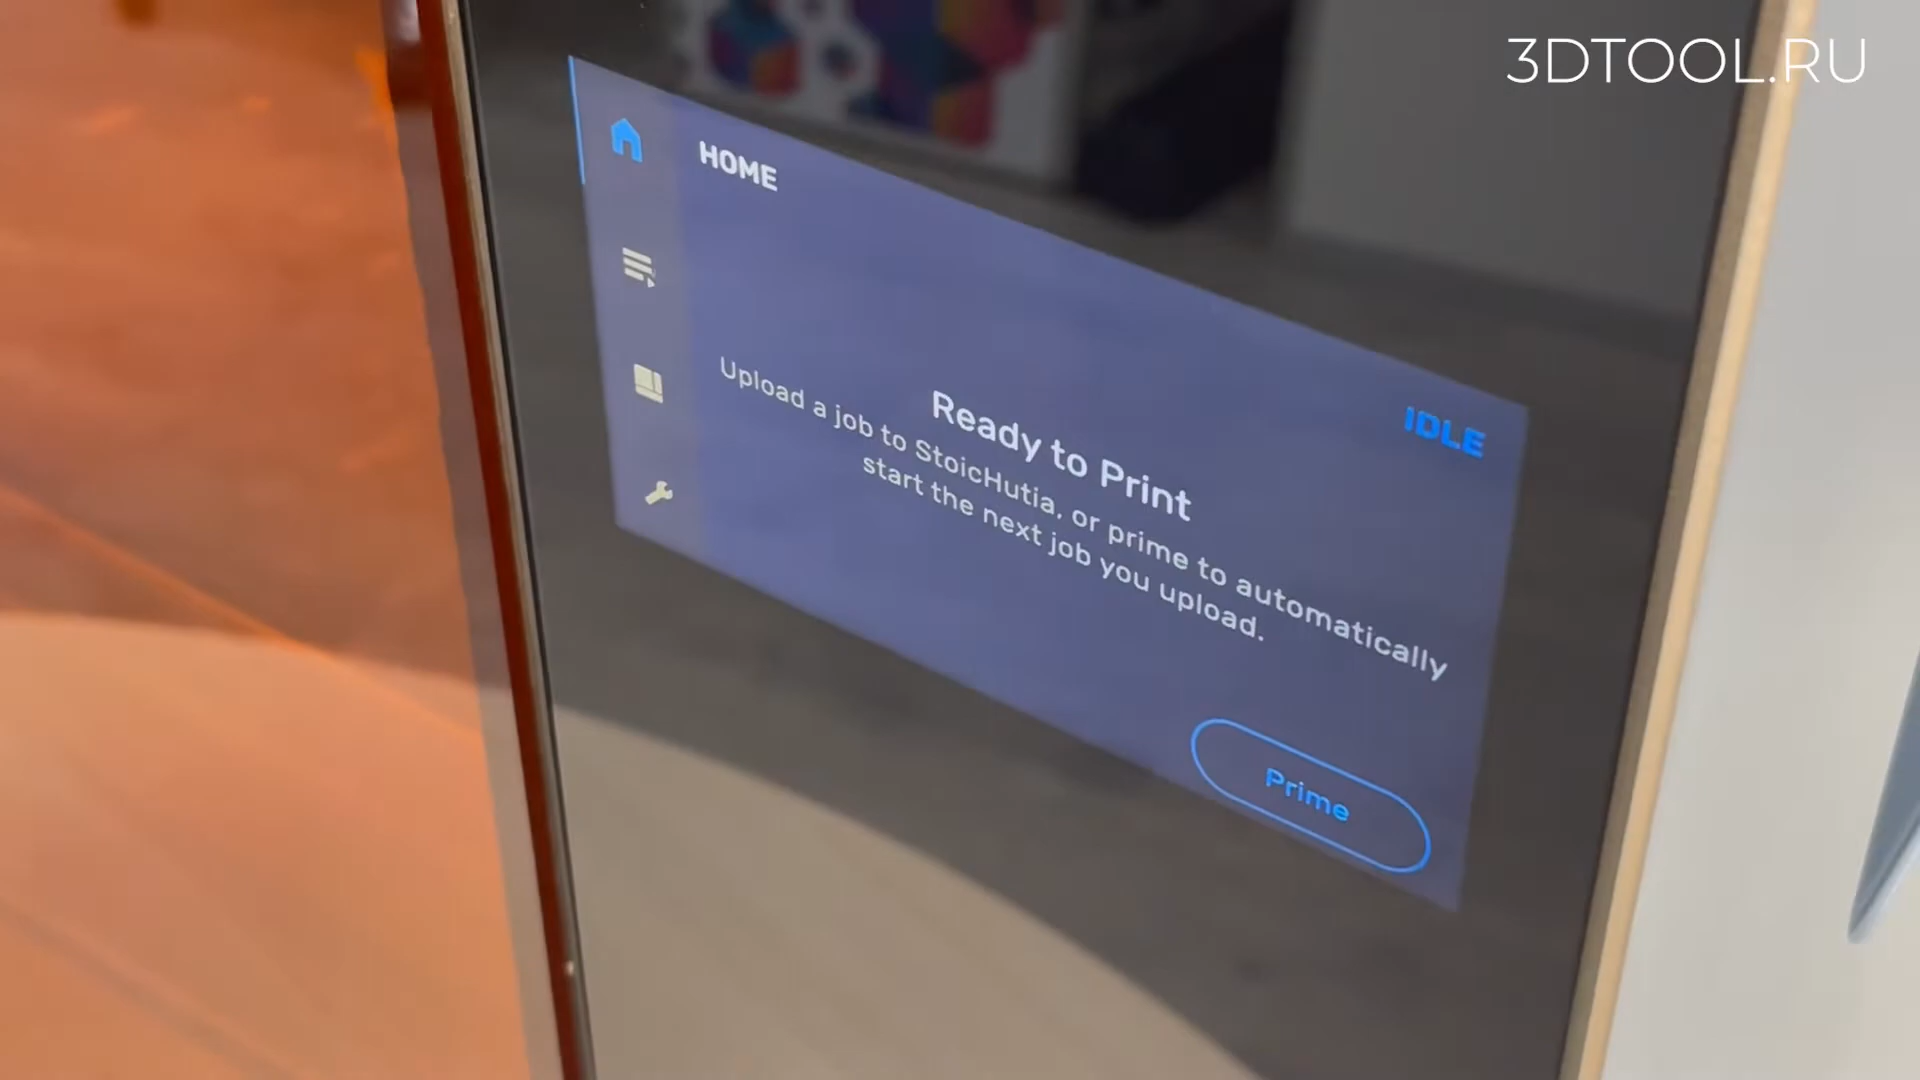 3DTOOL.RU
HOME
IDLE
Ready to Print
Upload a job to StoicHutia, or prime to automatically
start the next job you upload.
Prime